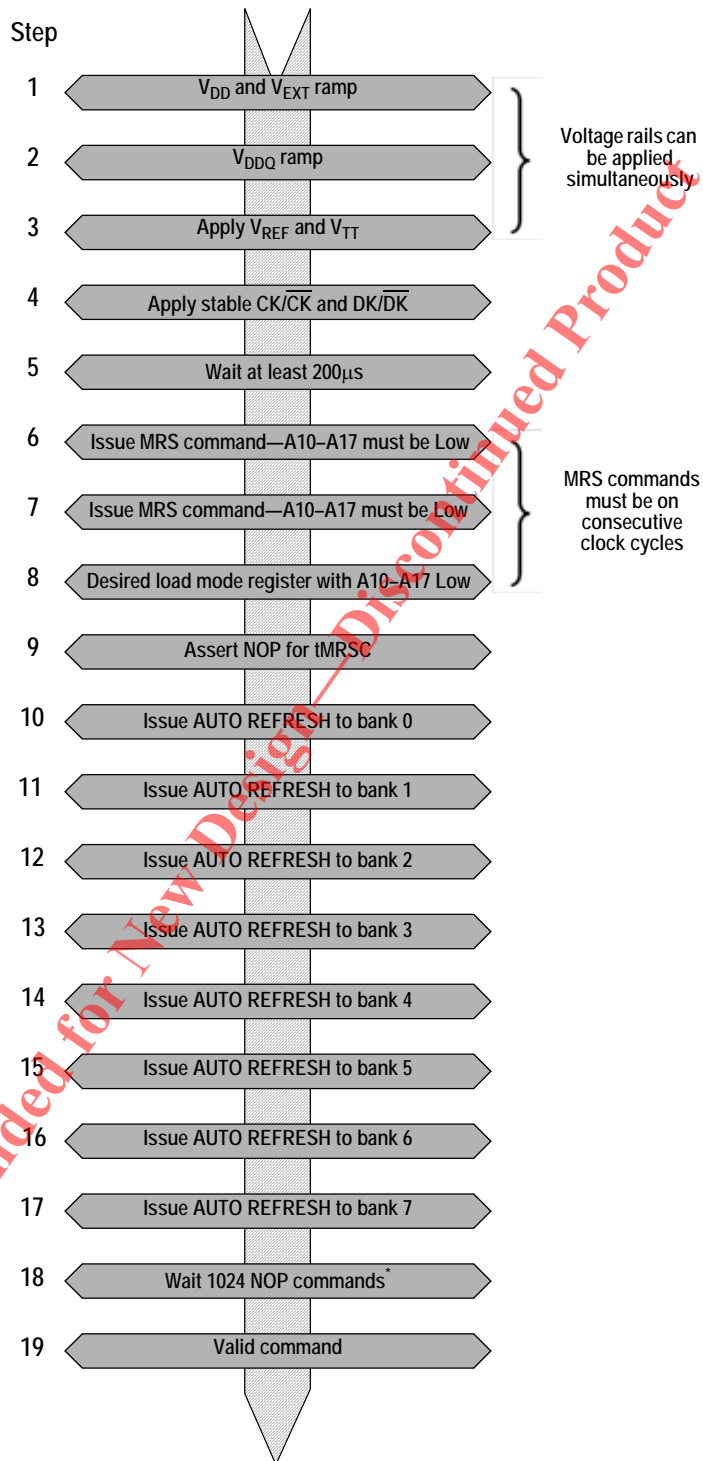 Step
1 V_DD and V_EXT ramp
2 V_DDQ ramp
3 Apply V_REF and V_TT
Voltage rails can
be applied
simultaneously
4 Apply stable CK/C̅K̅ and DK/D̅K̅
5 Wait at least 200μs
6 Issue MRS command—A10–A17 must be Low
7 Issue MRS command—A10–A17 must be Low
8 Desired load mode register with A10–A17 Low
MRS commands
must be on
consecutive
clock cycles
9 Assert NOP for tMRSC
10 Issue AUTO REFRESH to bank 0
11 Issue AUTO REFRESH to bank 1
12 Issue AUTO REFRESH to bank 2
13 Issue AUTO REFRESH to bank 3
14 Issue AUTO REFRESH to bank 4
15 Issue AUTO REFRESH to bank 5
16 Issue AUTO REFRESH to bank 6
17 Issue AUTO REFRESH to bank 7
18 Wait 1024 NOP commands*
19 Valid command
nded for New Design—Discontinued Product